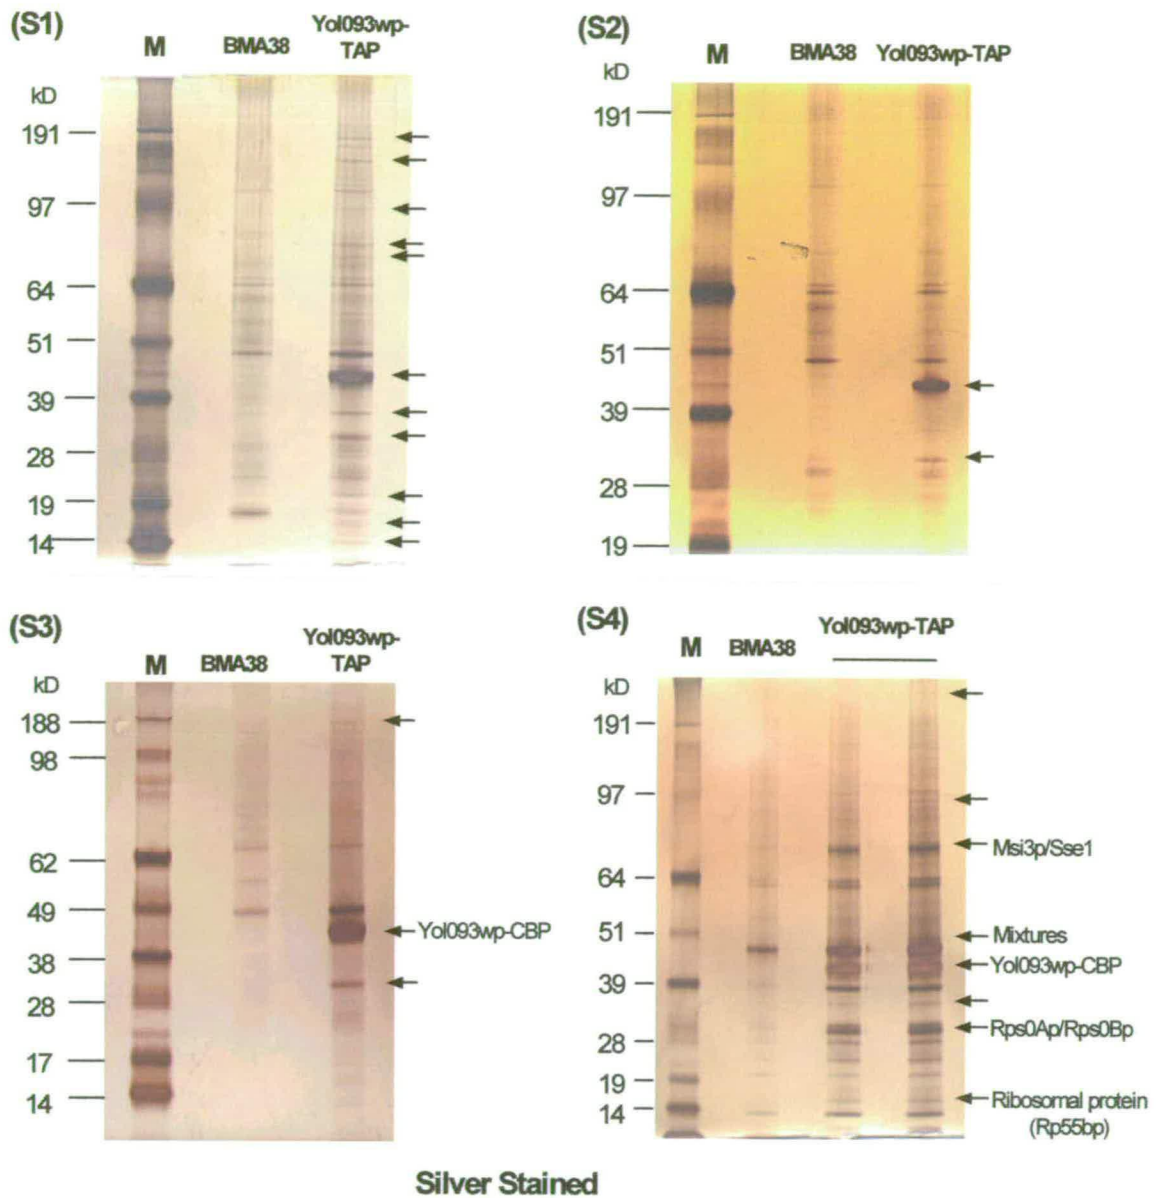 (S1)
M BMA38 Yol093wp-
TAP
kD
191
97
64
51
39
28
19
14
(S2)
M BMA38 Yol093wp-TAP
kD
191
97
64
51
39
28
19
(S3)
M BMA38 Yol093wp-
TAP
kD
188
98
62
49
Yol093wp-CBP
38
28
17
14
(S4)
M BMA38 Yol093wp-TAP
kD
191
97
Msi3p/Sse1
64
51
Mixtures
Yol093wp-CBP
39
Rps0Ap/Rps0Bp
28
19
Ribosomal protein
14
(Rp55bp)
Silver Stained